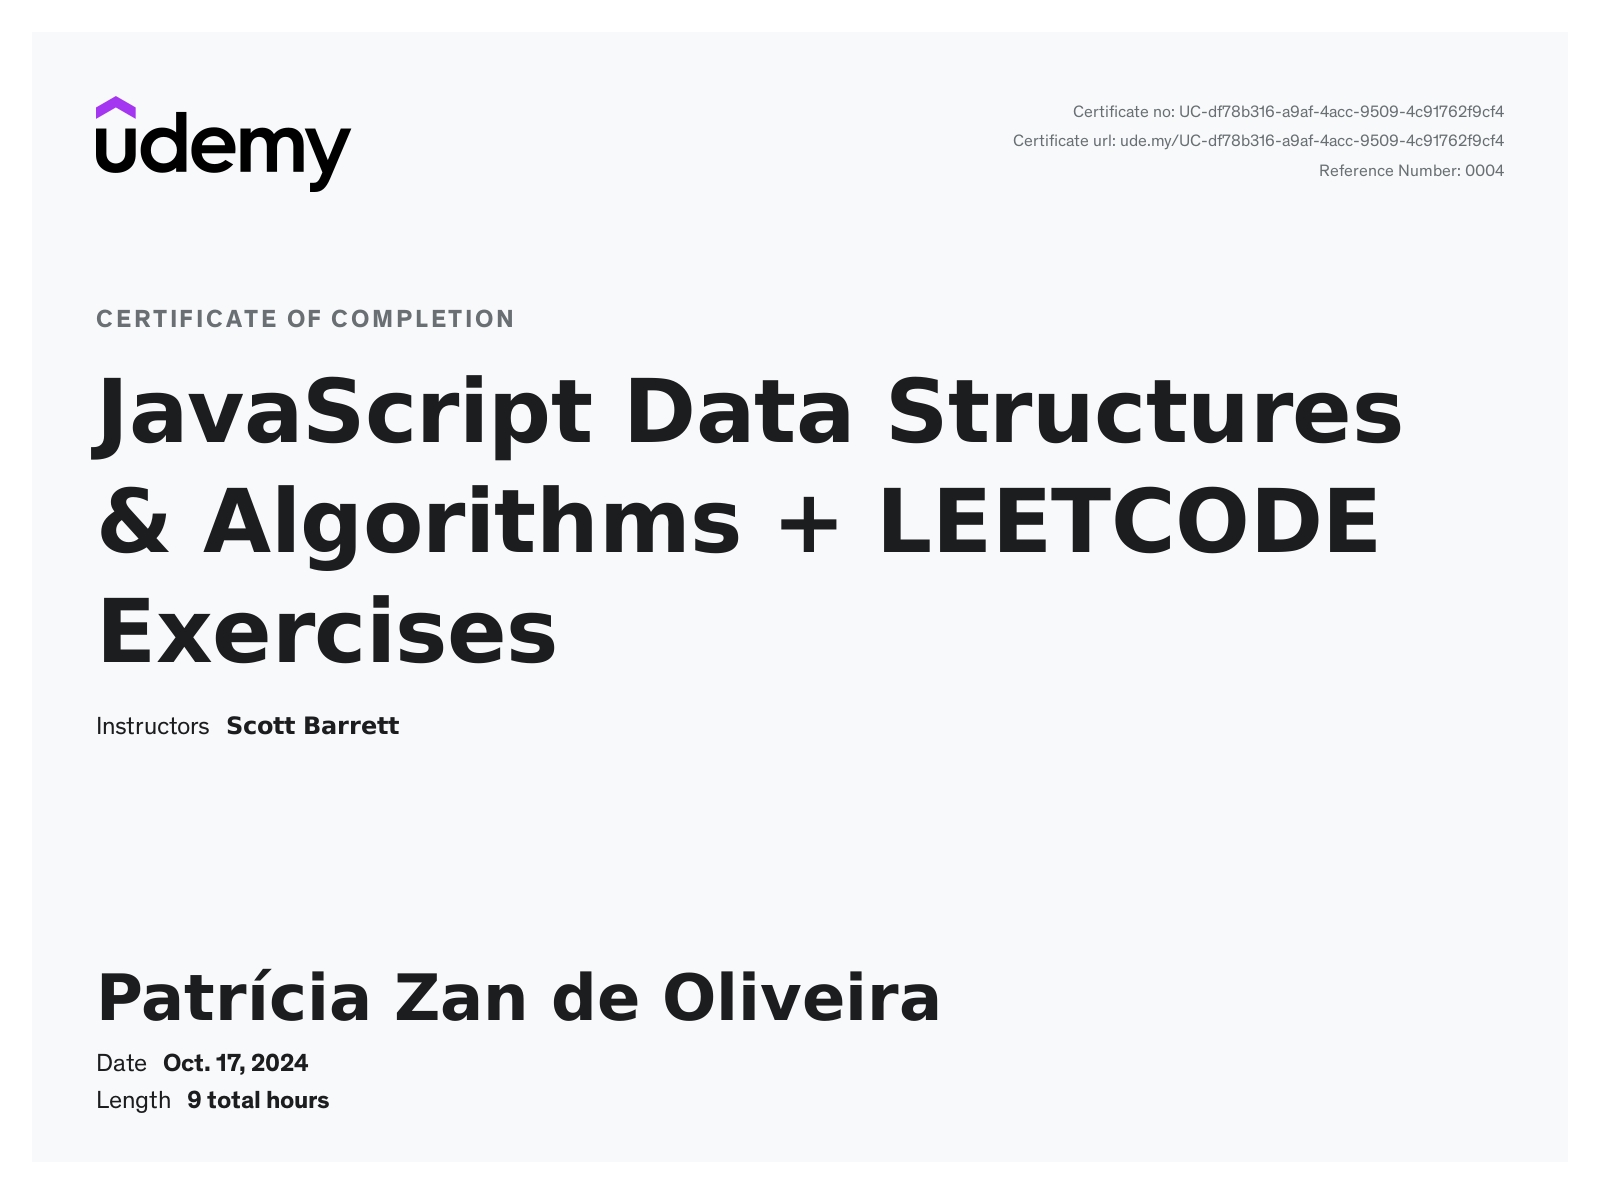 udemy
Certificate no: UC-df78b316-a9af-4acc-9509-4c91762f9cf4
Certificate url: ude.my/UC-df78b316-a9af-4acc-9509-4c91762f9cf4
Reference Number: 0004
CERTIFICATE OF COMPLETION
JavaScript Data Structures
& Algorithms + LEETCODE
Exercises
Instructors Scott Barrett
Patrícia Zan de Oliveira
Date Oct. 17, 2024
Length 9 total hours